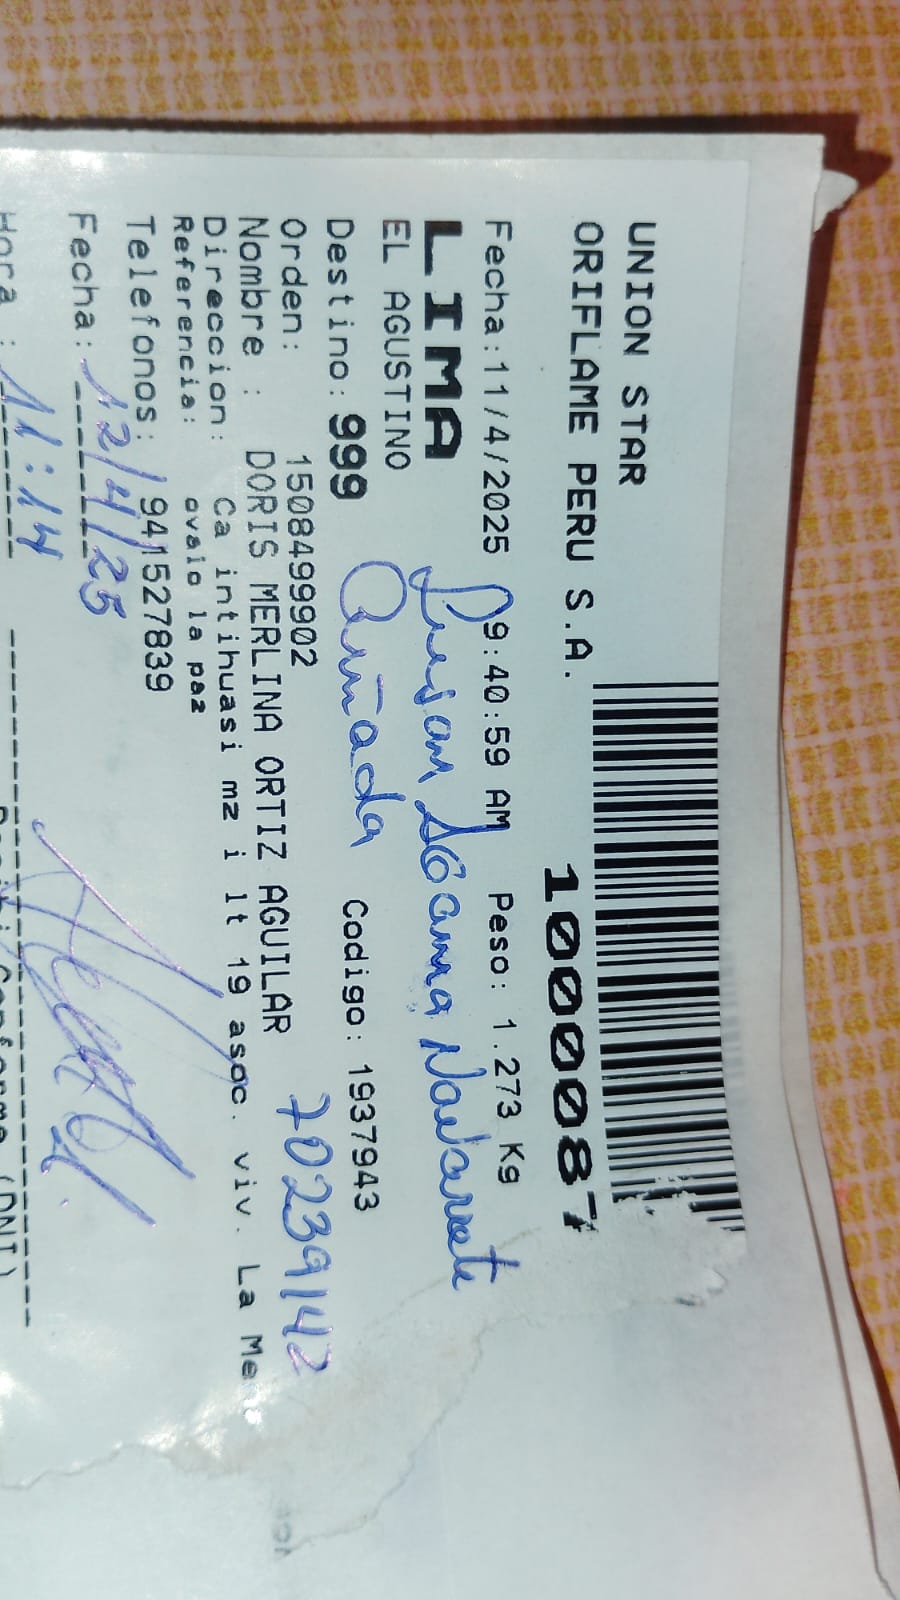 UNION STAR
ORIFLAME PERU S.A. 1000087
Fecha:11/4/2025 9:40:59 AM Peso: 1.273 Kg
LIMA
EL AGUSTINO
Destino: 999 Cuñada Codigo: 1937943
Orden: 1508499902 70239142
Nombre : DORIS MERLINA ORTIZ AGUILAR
Direccion: Ca intihuasi mz i lt 19 asoc. viv. La Me
Referencia: ovalo la paz
Telefonos: 941527839
Fecha: 12/4/25
Hora : 11:14